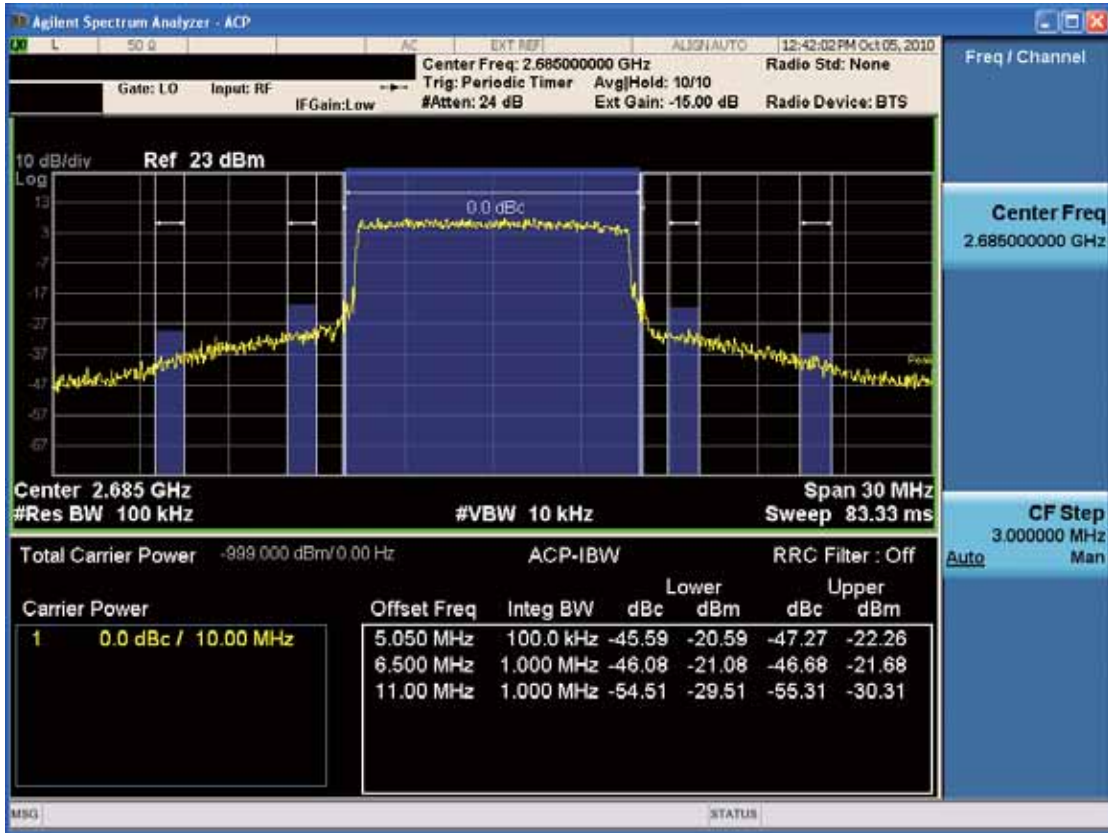 Agilent Spectrum Analyzer - ACP
L 50 Ω AC EXT REF ALIGN AUTO 12:42:02 PM Oct 05, 2010
Center Freq: 2.685000000 GHz Radio Std: None
Gate: LO Input: RF Trig: Periodic Timer Avg|Hold: 10/10
IFGain:Low #Atten: 24 dB Ext Gain: -15.00 dB Radio Device: BTS
Freq / Channel
10 dB/div Ref 23 dBm
Log
13
3
-7
-17
-27
-37
-47
-57
-67
0.0 dBc
Center 2.685 GHz Span 30 MHz
#Res BW 100 kHz #VBW 10 kHz Sweep 83.33 ms
Center Freq
2.685000000 GHz
CF Step
3.000000 MHz
Auto Man
Total Carrier Power -999.000 dBm/ 0.00 Hz ACP-IBW RRC Filter : Off
Lower Upper
Carrier Power Offset Freq Integ BW dBc dBm dBc dBm
1 0.0 dBc / 10.00 MHz 5.050 MHz 100.0 kHz -45.59 -20.59 -47.27 -22.26
6.500 MHz 1.000 MHz -46.08 -21.08 -46.68 -21.68
11.00 MHz 1.000 MHz -54.51 -29.51 -55.31 -30.31
MSG STATUS